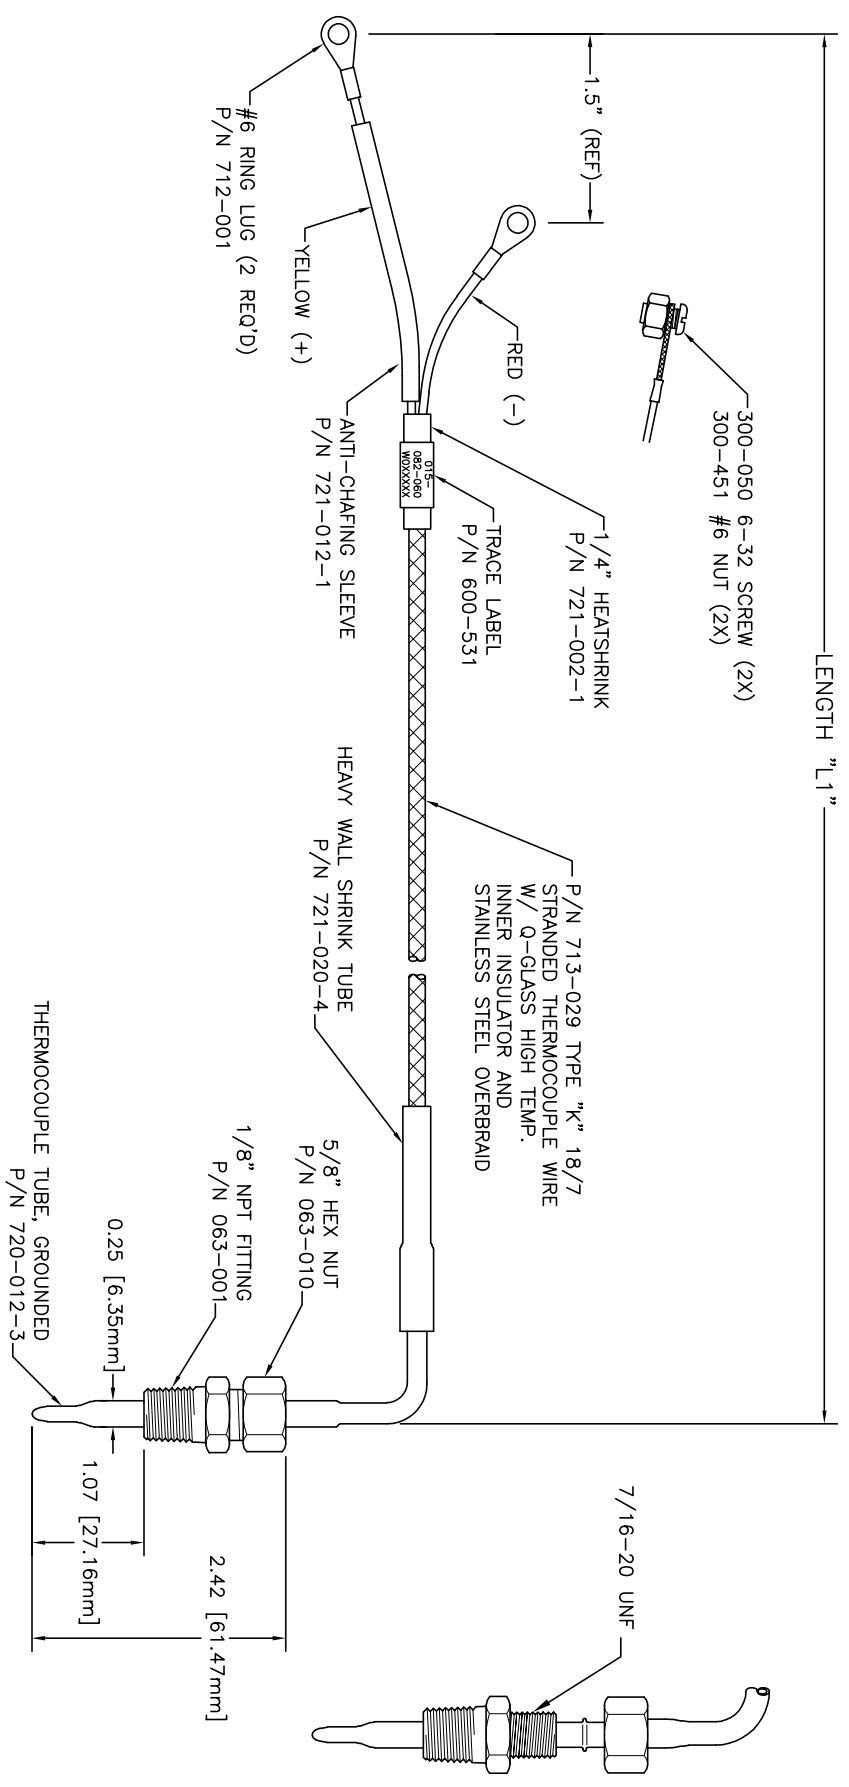 LENGTH "L1"
1.5" (REF)
300-050 6-32 SCREW (2X)
300-451 #6 NUT (2X)
RED (-)
YELLOW (+)
#6 RING LUG (2 REQ'D)
P/N 712-001
1/4" HEATSHRINK
P/N 721-002-1
TRACE LABEL
P/N 600-531
015-
082-060
WOXXXXX
ANTI-CHAFING SLEEVE
P/N 721-012-1
P/N 713-029 TYPE "K" 18/7
STRANDED THERMOCOUPLE WIRE
W/ Q-GLASS HIGH TEMP.
INNER INSULATOR AND
STAINLESS STEEL OVERBRAID
HEAVY WALL SHRINK TUBE
P/N 721-020-4
5/8" HEX NUT
P/N 063-010
1/8" NPT FITTING
P/N 063-001
0.25 [6.35mm]
THERMOCOUPLE TUBE, GROUNDED
P/N 720-012-3
1.07 [27.16mm]
2.42 [61.47mm]
7/16-20 UNF